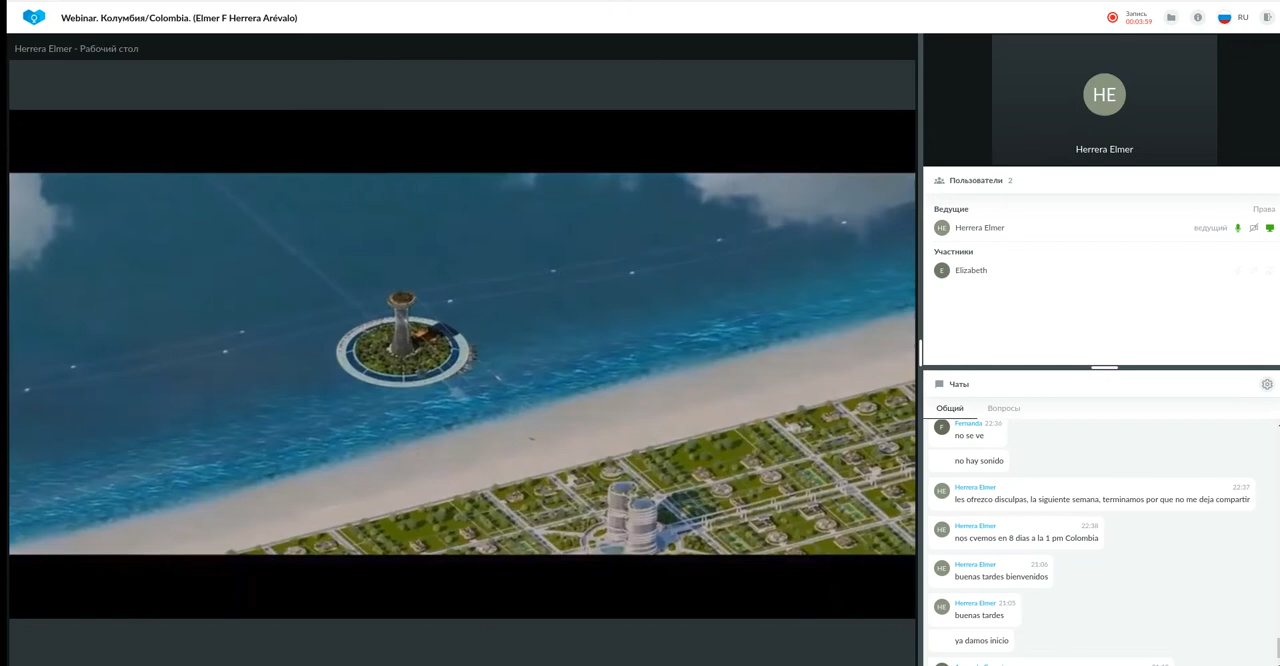 Webinar. Колумбия/Colombia. (Elmer F Herrera Arévalo)
Запись
00:03:59
RU
Herrera Elmer - Рабочий стол
HE
Herrera Elmer
Пользователи 2
Ведущие Права
HE Herrera Elmer ведущий
Участники
E Elizabeth
Чаты
Общий Вопросы
F Fernanda 22:36
no se ve
no hay sonido
HE Herrera Elmer 22:37
les ofrezco disculpas, la siguiente semana, terminamos por que no me deja compartir
HE Herrera Elmer 22:38
nos cvemos en 8 dias a la 1 pm Colombia
HE Herrera Elmer 21:06
buenas tardes bienvenidos
HE Herrera Elmer 21:05
buenas tardes
ya damos inicio